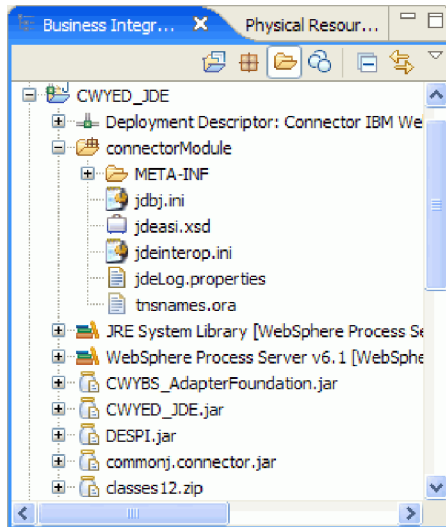 Business Integr... Physical Resour...
CWYED_JDE
Deployment Descriptor: Connector IBM We
connectorModule
META-INF
jdbj.ini
jdeasi.xsd
jdeinterop.ini
jdeLog.properties
tnsnames.ora
JRE System Library [WebSphere Process Se
WebSphere Process Server v6.1 [WebSphe
CWYBS_AdapterFoundation.jar
CWYED_JDE.jar
DESPI.jar
commonj.connector.jar
classes12.zip